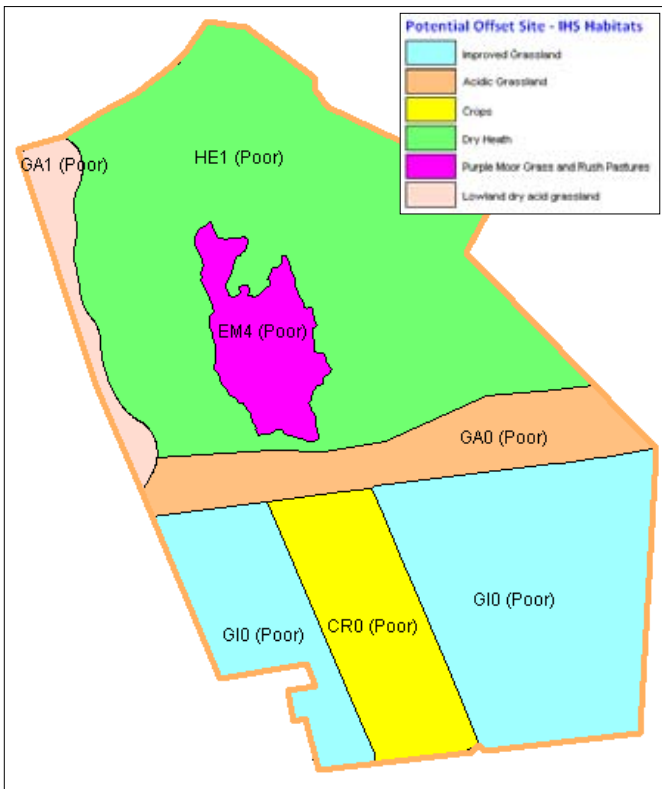 Potential Offset Site - IHS Habitats
Improved Grassland
Acidic Grassland
Crops
Dry Heath
Purple Moor Grass and Rush Pastures
Lowland dry acid grassland
GA1 (Poor)
HE1 (Poor)
EM4 (Poor)
GA0 (Poor)
GI0 (Poor)
CR0 (Poor)
GI0 (Poor)